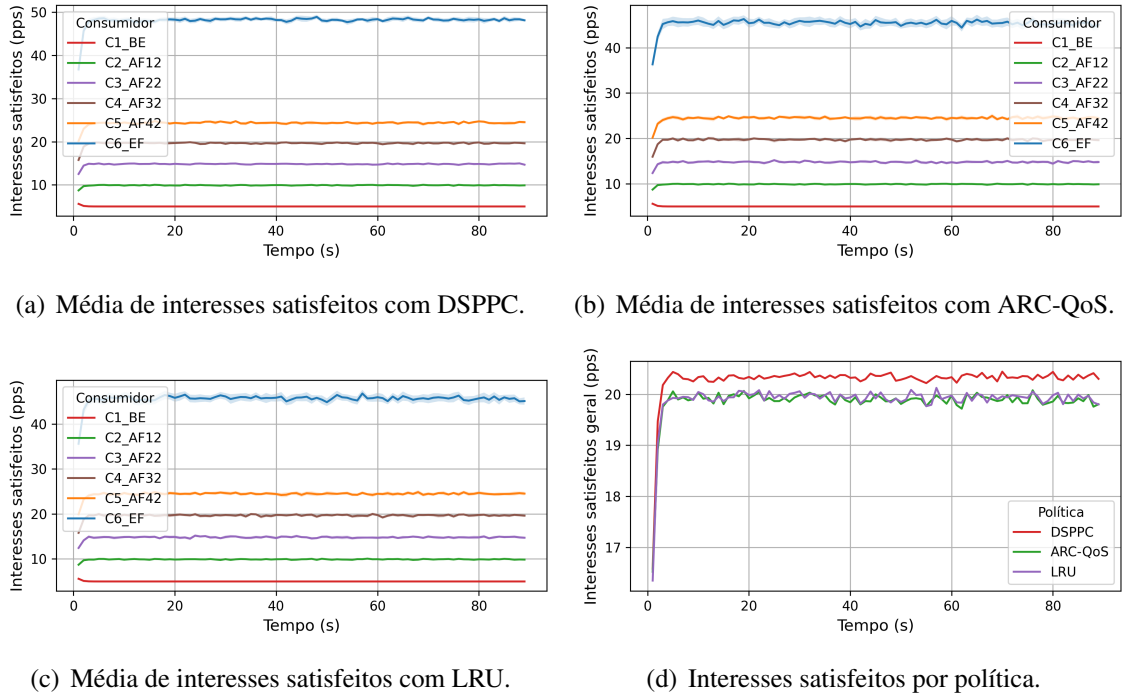 Interesses satisfeitos (pps)
50
40
30
20
10
Consumidor
C1_BE
C2_AF12
C3_AF22
C4_AF32
C5_AF42
C6_EF
0 20 40 60 80
Tempo (s)
(a) Média de interesses satisfeitos com DSPPC.
Interesses satisfeitos (pps)
40
30
20
10
Consumidor
C1_BE
C2_AF12
C3_AF22
C4_AF32
C5_AF42
C6_EF
0 20 40 60 80
Tempo (s)
(b) Média de interesses satisfeitos com ARC-QoS.
Interesses satisfeitos (pps)
40
30
20
10
Consumidor
C1_BE
C2_AF12
C3_AF22
C4_AF32
C5_AF42
C6_EF
0 20 40 60 80
Tempo (s)
(c) Média de interesses satisfeitos com LRU.
Interesses satisfeitos geral (pps)
20
19
18
17
Política
DSPPC
ARC-QoS
LRU
0 20 40 60 80
Tempo (s)
(d) Interesses satisfeitos por política.